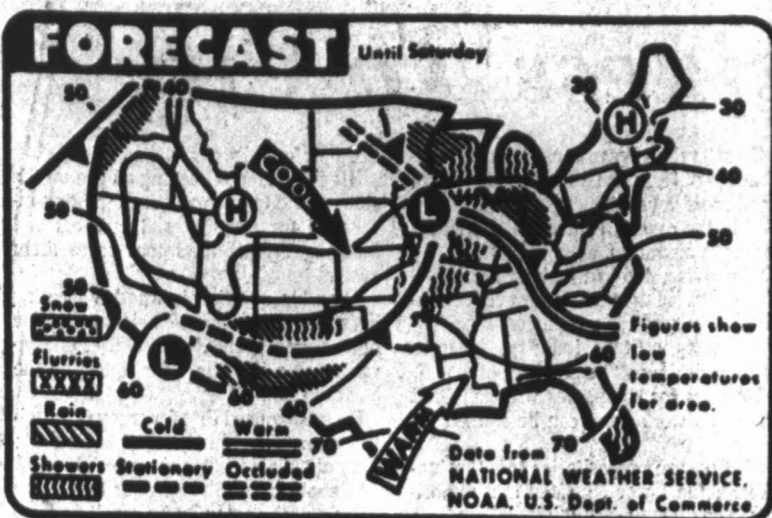 FORECAST Until Saturday
50 40 30
H 30
COOL
40
50 H L
50
50
Snow
Figures show
Flurries L 60 low
60 60 temperatures
60 for area.
Rain Cold Warm 70 WARM
Data from 70
Showers Stationary Occluded NATIONAL WEATHER SERVICE,
NOAA, U.S. Dept. of Commerce